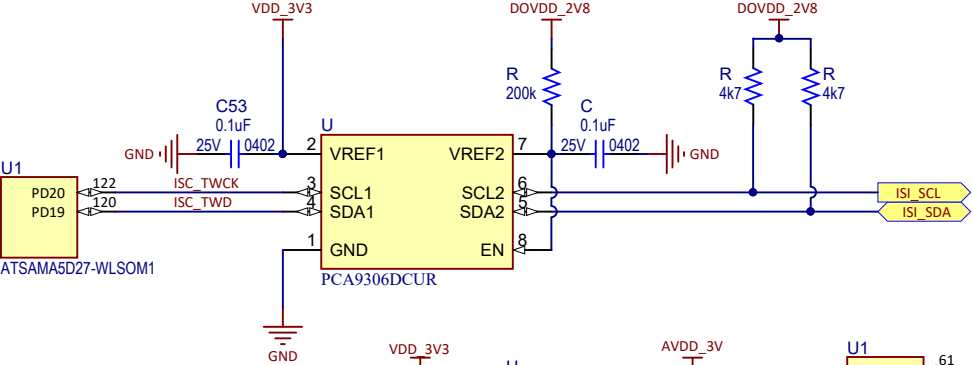 VDD_3V3
DOVDD_2V8
DOVDD_2V8
R
200k
R
4k7
R
4k7
C53
0.1uF
25V
0402
GND
U
C
0.1uF
25V
0402
GND
2
VREF1
VREF2
7
U1
PD20
122
ISC_TWCK
3
SCL1
SCL2
6
ISI_SCL
PD19
120
ISC_TWD
4
SDA1
SDA2
5
ISI_SDA
1
GND
EN
8
ATSAMA5D27-WLSOM1
PCA9306DCUR
GND
VDD_3V3
AVDD_3V
U1
61